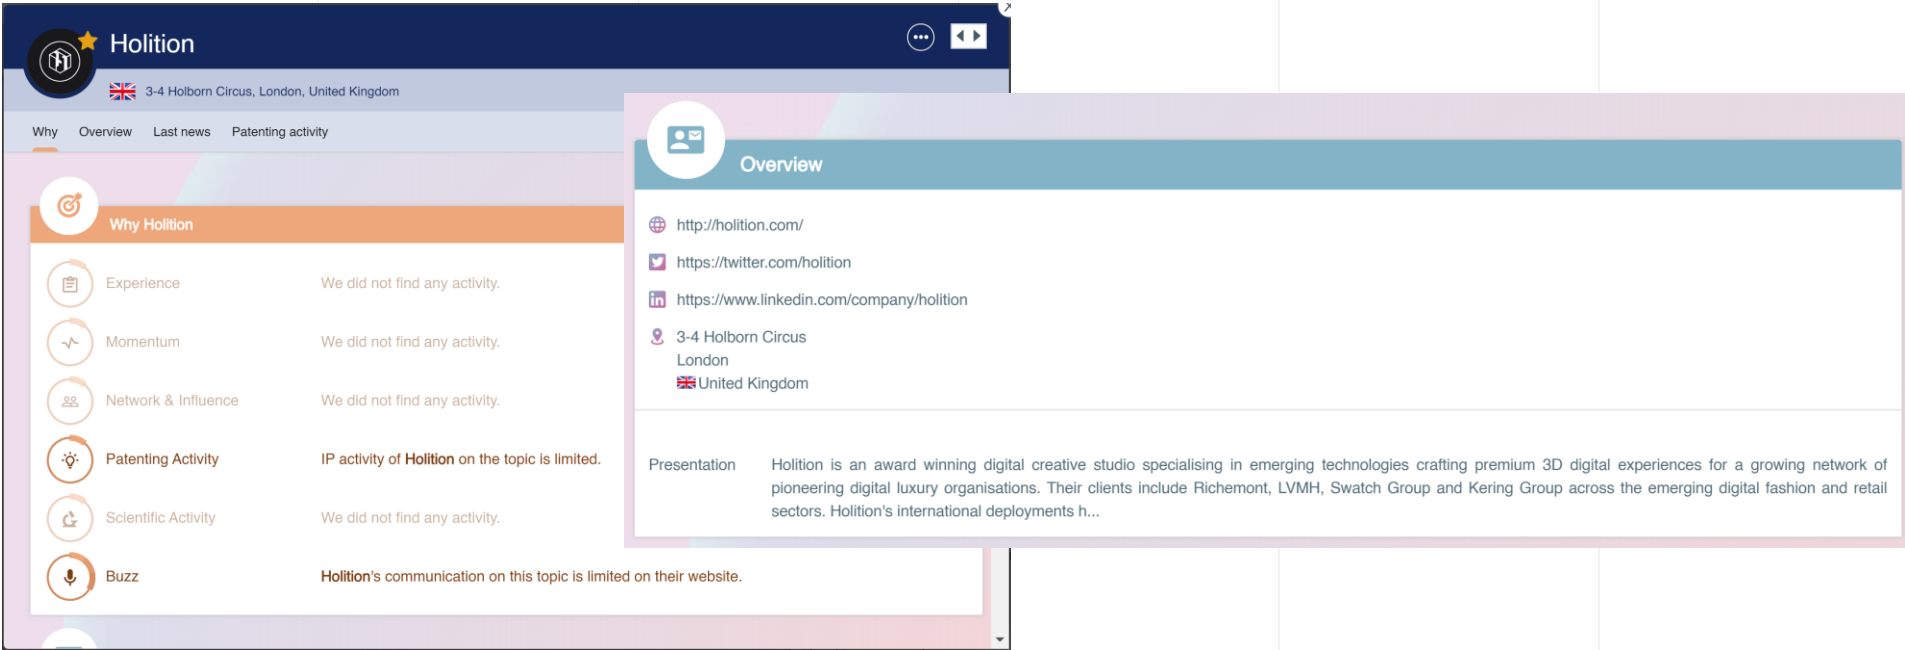 Holition
3-4 Holborn Circus, London, United Kingdom
Why Overview Last news Patenting activity
Why Holition
Experience We did not find any activity.
Momentum We did not find any activity.
Network & Influence We did not find any activity.
Patenting Activity IP activity of Holition on the topic is limited.
Scientific Activity We did not find any activity.
Buzz Holition's communication on this topic is limited on their website.
Overview
http://holition.com/
https://twitter.com/holition
https://www.linkedin.com/company/holition
3-4 Holborn Circus
London
United Kingdom
Presentation Holition is an award winning digital creative studio specialising in emerging technologies crafting premium 3D digital experiences for a growing network of
pioneering digital luxury organisations. Their clients include Richemont, LVMH, Swatch Group and Kering Group across the emerging digital fashion and retail
sectors. Holition's international deployments h...